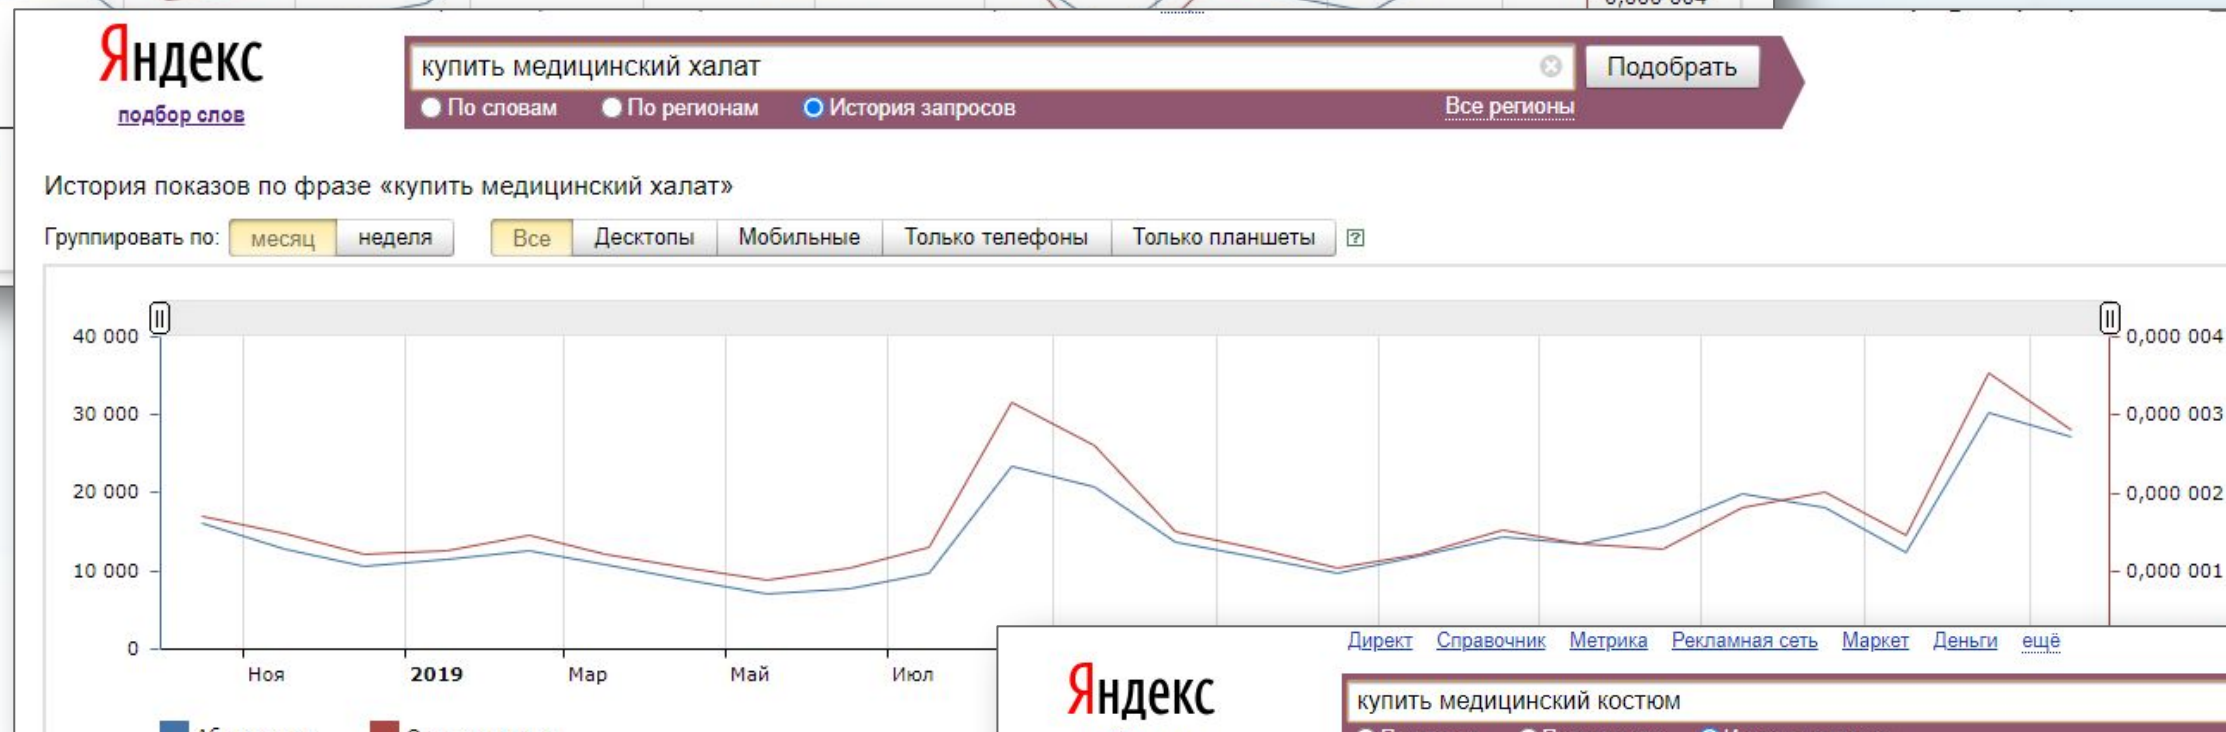 0,000 004
Яндекс
подбор слов
купить медицинский халат
Подобрать
По словам По регионам История запросов Все регионы
История показов по фразе «купить медицинский халат»
Группировать по: месяц неделя Все Десктопы Мобильные Только телефоны Только планшеты ?
40 000 0,000 004
30 000 0,000 003
20 000 0,000 002
10 000 0,000 001
0
Ноя 2019 Мар Май Июл
Директ Справочник Метрика Рекламная сеть Маркет Деньги ещё
Яндекс
купить медицинский костюм